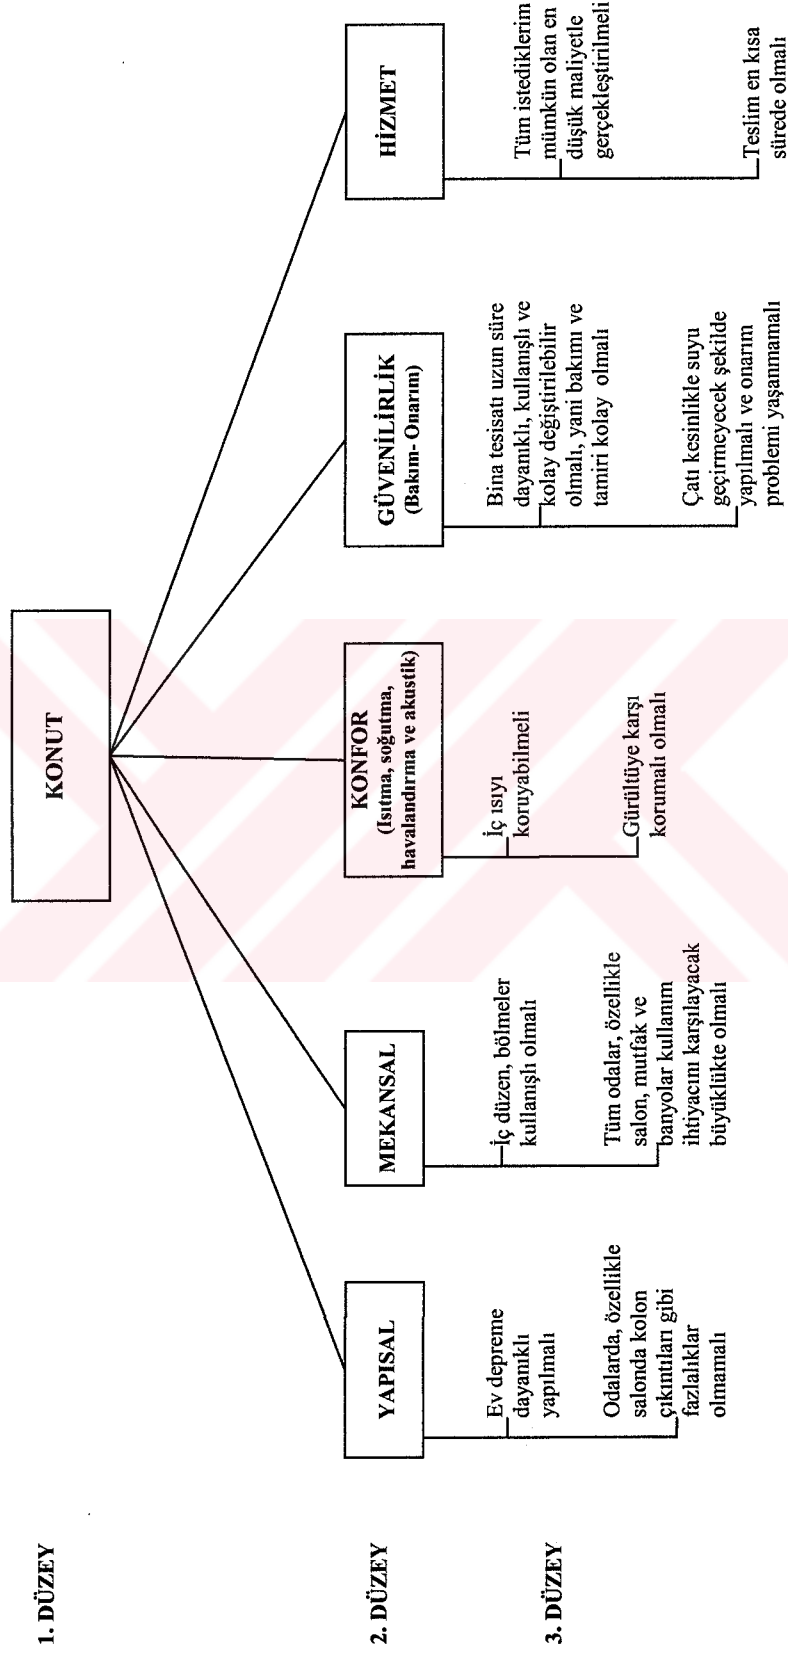 1. DÜZEY
KONUT
2. DÜZEY
YAPISAL
MEKANSAL
KONFOR
(Isıtma, soğutma,
havalandırma ve akustik)
GÜVENİLİRLİK
(Bakım- Onarım)
HİZMET
3. DÜZEY
Ev depreme
dayanıklı
yapılmalı
Odalarda, özellikle
salonda kolon
çıkıntıları gibi
fazlalıklar
olmamalı
İç düzen, bölmeler
kullanışlı olmalı
Tüm odalar, özellikle
salon, mutfak ve
banyolar kullanım
ihtiyacını karşılayacak
büyüklükte olmalı
İç ısıyı
koruyabilmeli
Gürültüye karşı
korumalı olmalı
Bina tesisatı uzun süre
dayanıklı, kullanışlı ve
kolay değiştirilebilir
olmalı, yani bakımı ve
tamiri kolay olmalı
Çatı kesinlikle suyu
geçirmeyecek şekilde
yapılmalı ve onarım
problemi yaşanmamalı
Tüm istediklerim
mümkün olan en
düşük maliyetle
gerçekleştirilmeli
Teslim en kısa
sürede olmalı